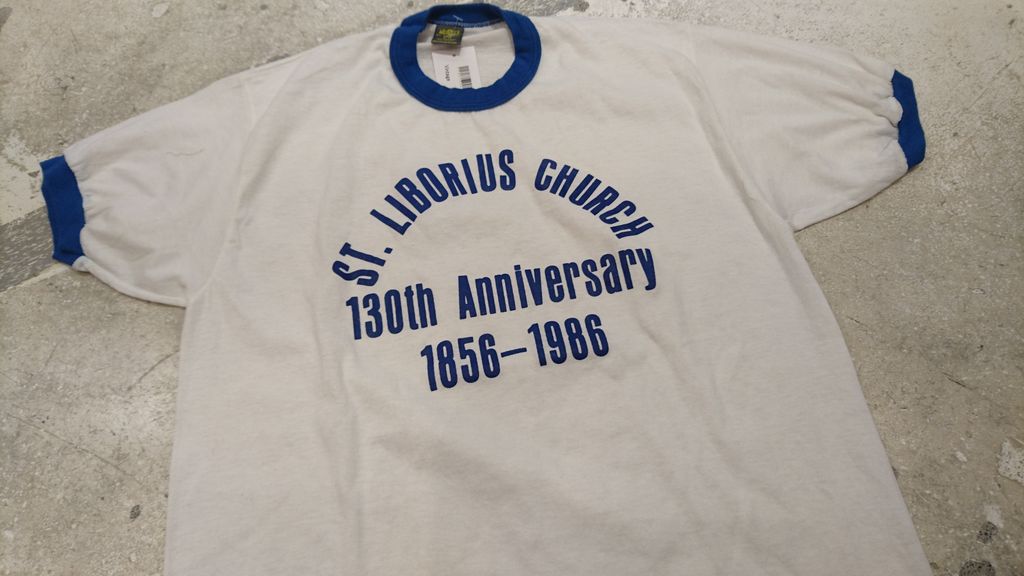 ST. LIBORIUS CHURCH
130th Anniversary
1856–1986